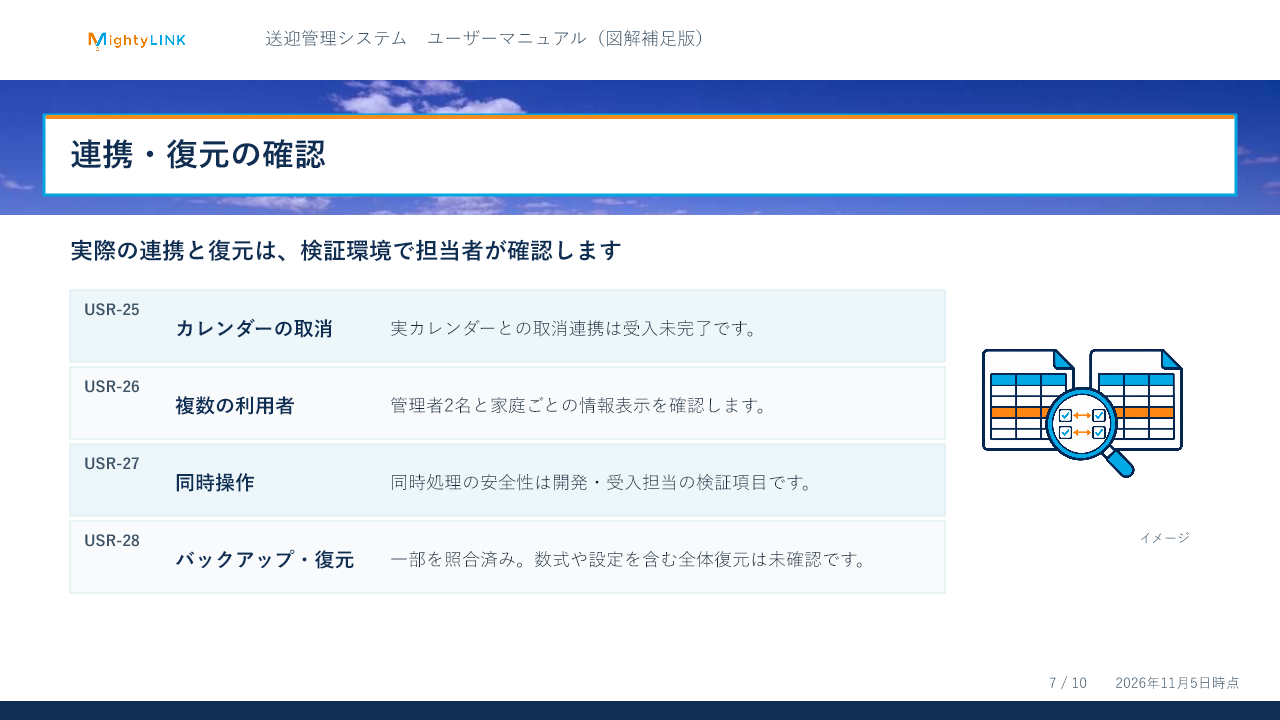 MightyLINK
送迎管理システム　ユーザーマニュアル（図解補足版）
連携・復元の確認
実際の連携と復元は、検証環境で担当者が確認します
USR-25
カレンダーの取消
実カレンダーとの取消連携は受入未完了です。
USR-26
複数の利用者
管理者2名と家庭ごとの情報表示を確認します。
USR-27
同時操作
同時処理の安全性は開発・受入担当の検証項目です。
USR-28
バックアップ・復元
一部を照合済み。数式や設定を含む全体復元は未確認です。
イメージ
7 / 10
2026年11月5日時点